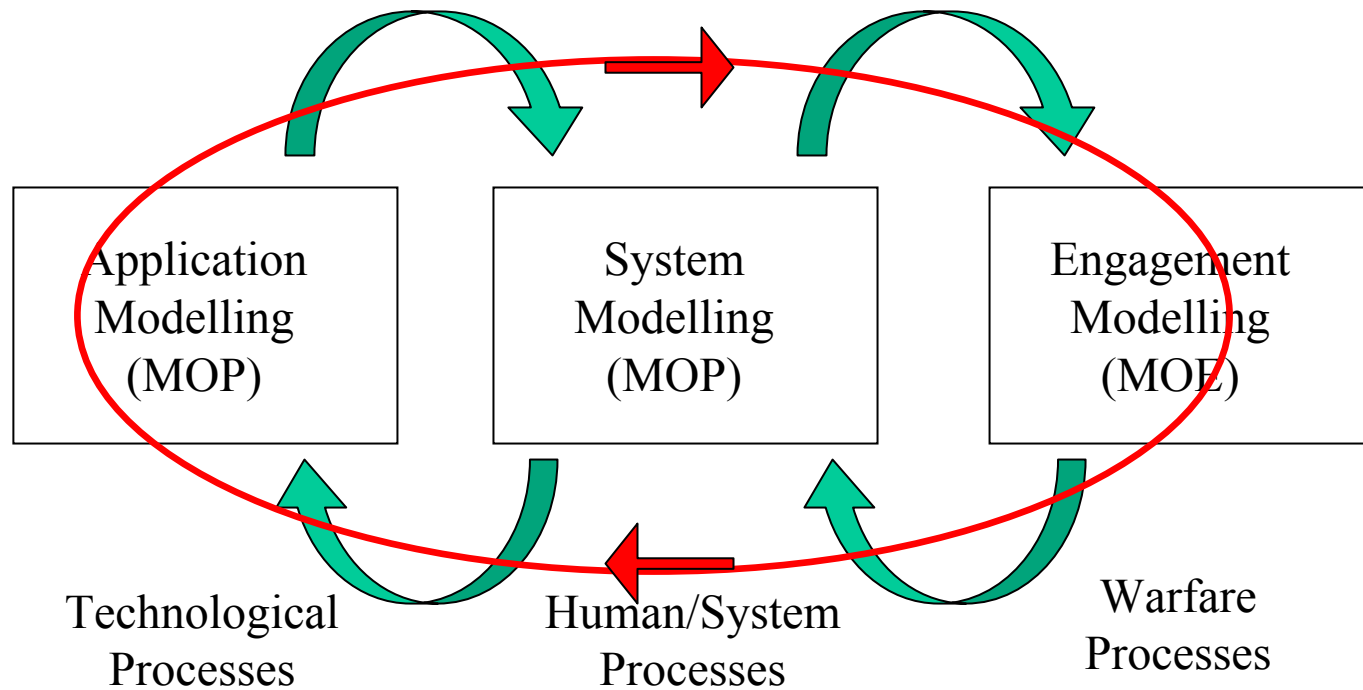 Application
Modelling
(MOP)
System
Modelling
(MOP)
Engagement
Modelling
(MOE)
Technological
Processes
Human/System
Processes
Warfare
Processes